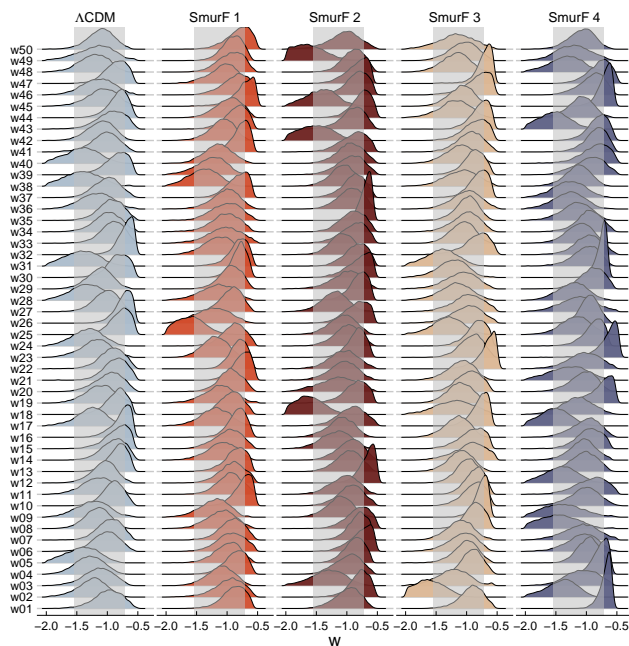 ΛCDM SmurF 1 SmurF 2 SmurF 3 SmurF 4
w50
w49
w48
w47
w46
w45
w44
w43
w42
w41
w40
w39
w38
w37
w36
w35
w34
w33
w32
w31
w30
w29
w28
w27
w26
w25
w24
w23
w22
w21
w20
w19
w18
w17
w16
w15
w14
w13
w12
w11
w10
w09
w08
w07
w06
w05
w04
w03
w02
w01
−2.0 −1.5 −1.0 −0.5 −2.0 −1.5 −1.0 −0.5 −2.0 −1.5 −1.0 −0.5 −2.0 −1.5 −1.0 −0.5 −2.0 −1.5 −1.0 −0.5
w